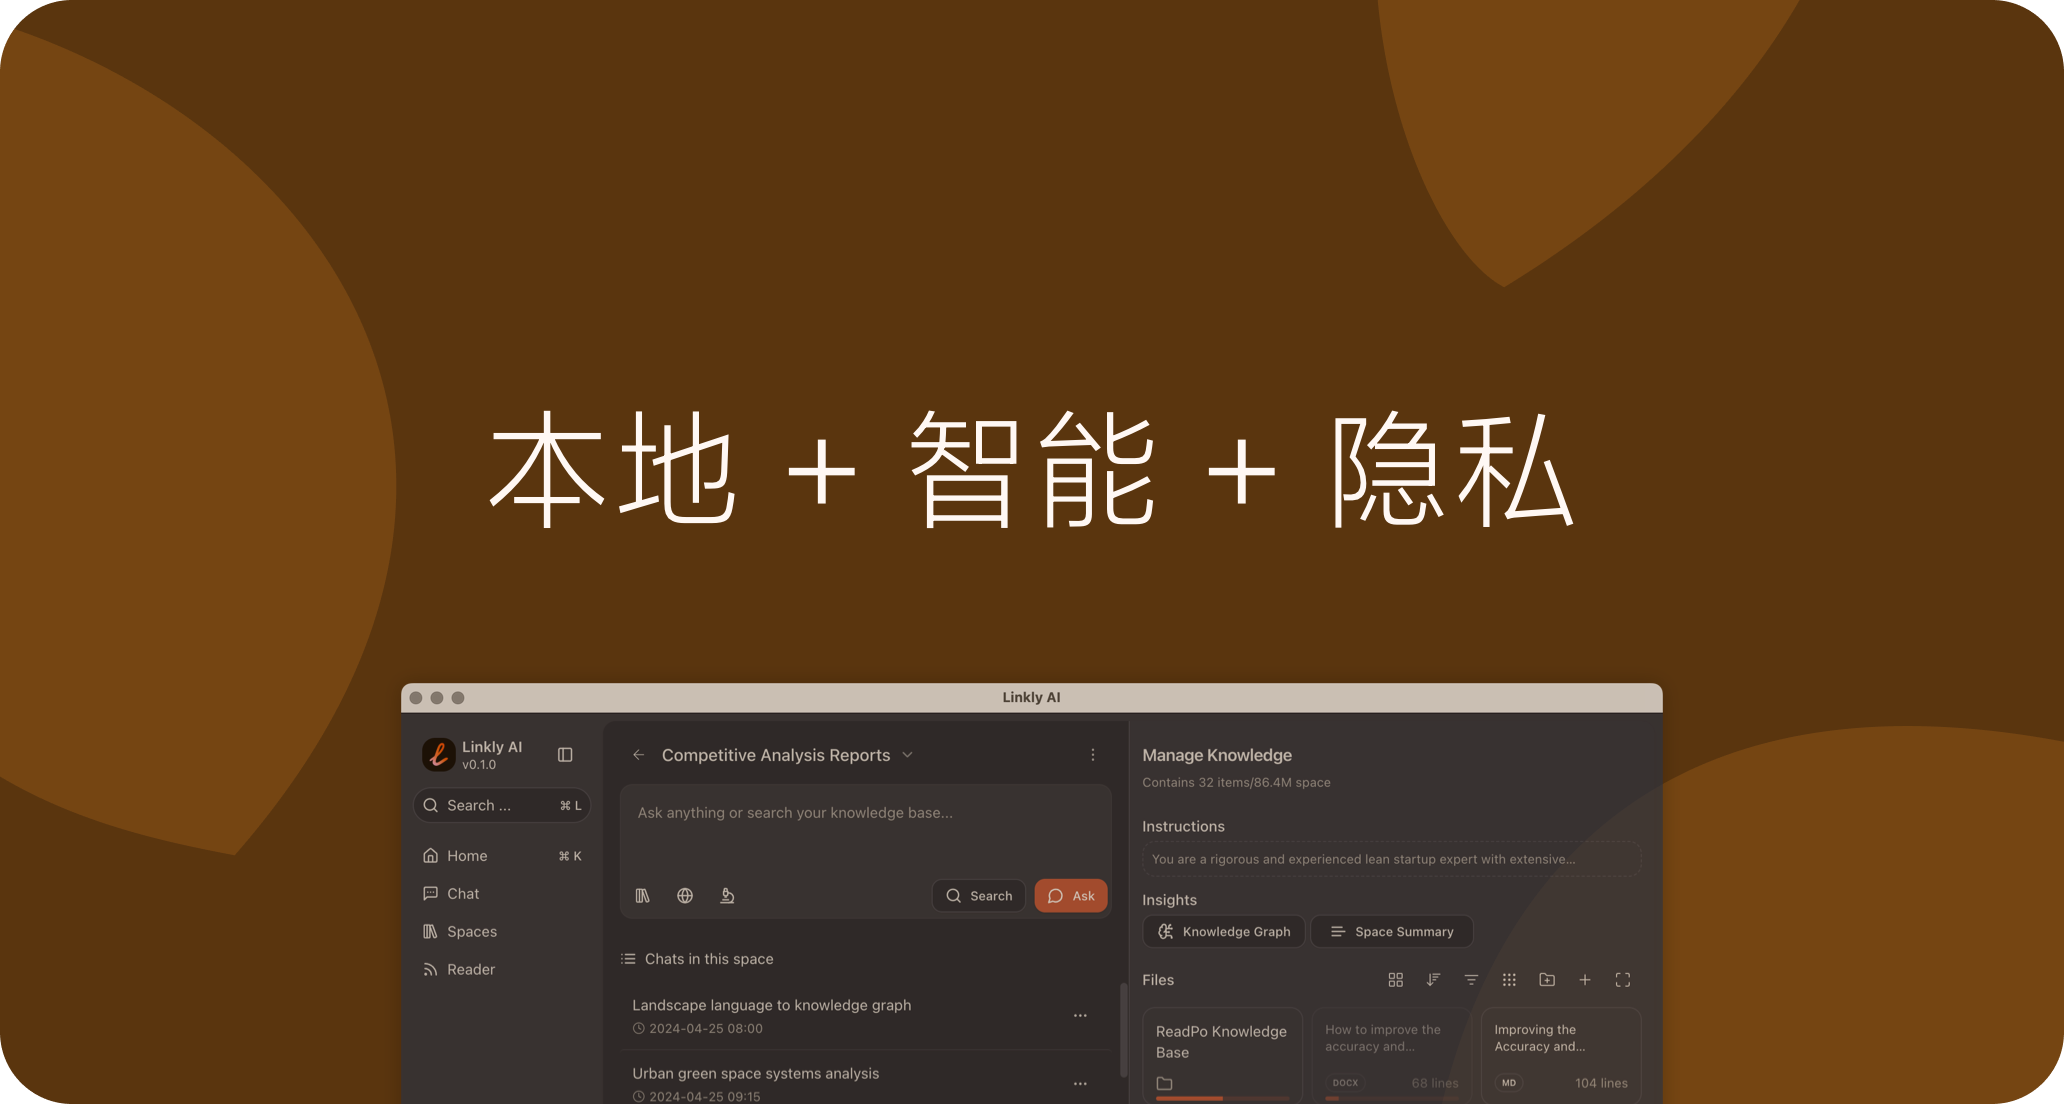 本地 + 智能 + 隐私
Linkly AI
Linkly AI
v0.1.0
Search ... ⌘ L
Home ⌘ K
Chat
Spaces
Reader
Competitive Analysis Reports
Ask anything or search your knowledge base...
Search
Ask
Chats in this space
Landscape language to knowledge graph
2024-04-25 08:00
Urban green space systems analysis
2024-04-25 09:15
Manage Knowledge
Contains 32 items/86.4M space
Instructions
You are a rigorous and experienced lean startup expert with extensive...
Insights
Knowledge Graph
Space Summary
Files
ReadPo Knowledge
Base
How to improve the
accuracy and...
DOCX 68 lines
Improving the
Accuracy and...
MD 104 lines